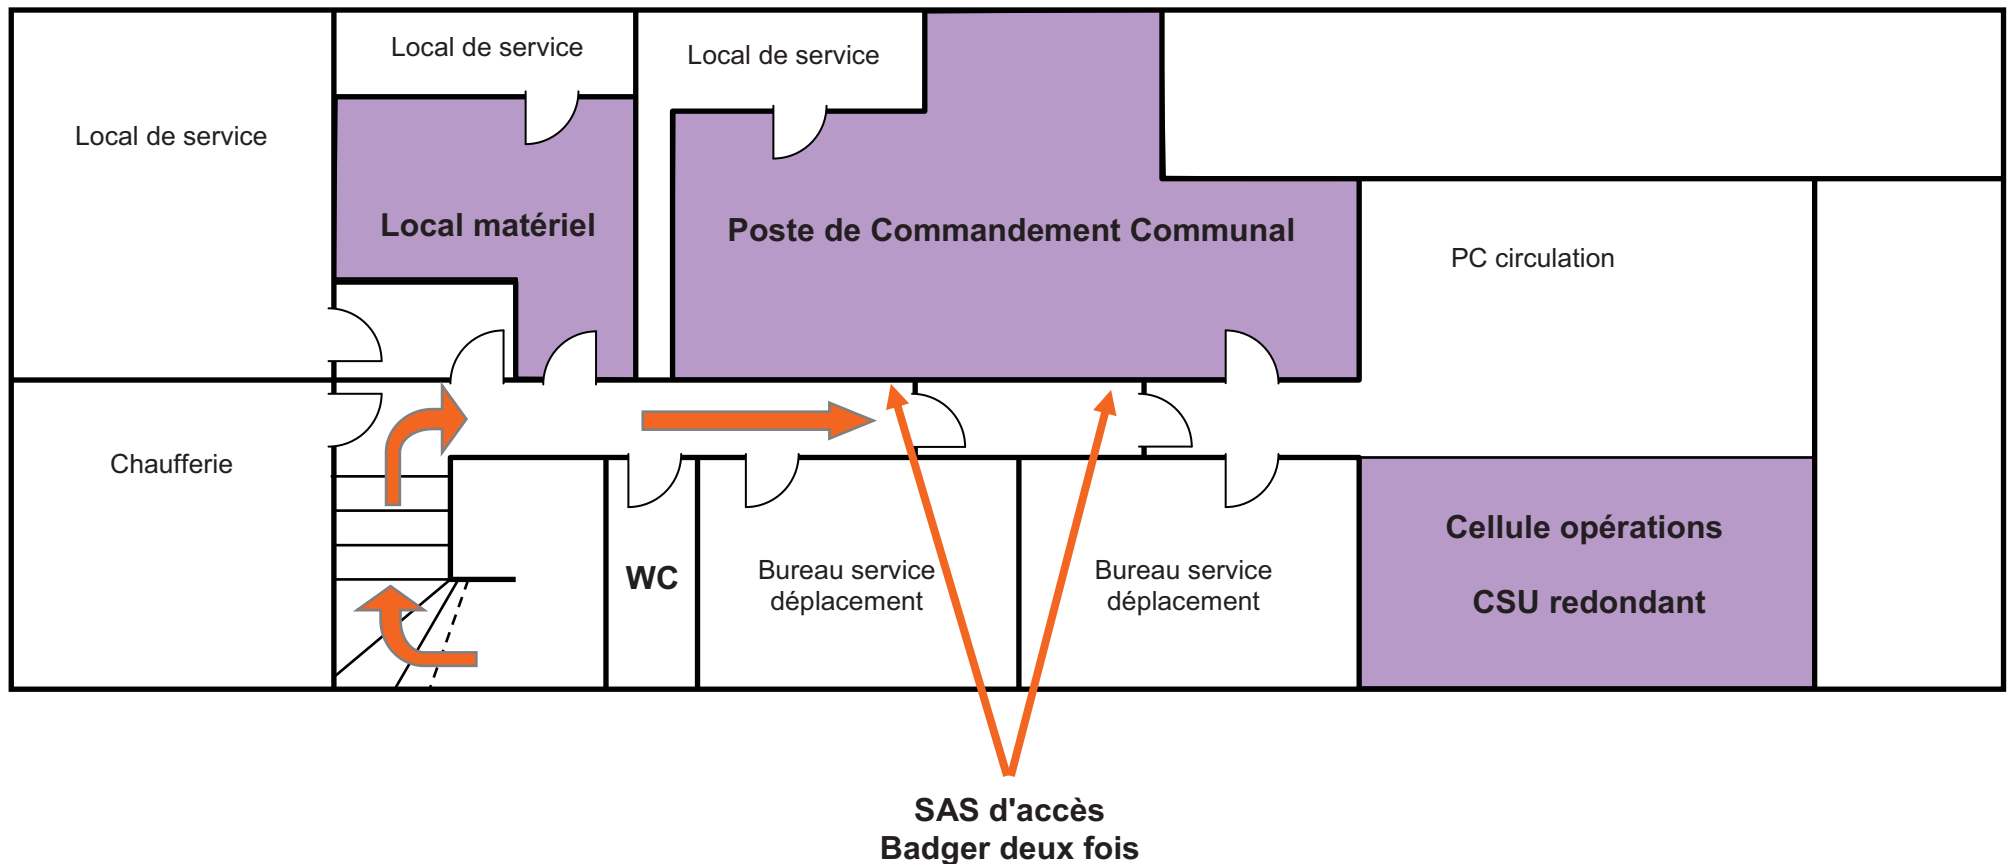 Local de service
Local de service
Local de service
Local matériel
Poste de Commandement Communal
PC circulation
Chaufferie
WC
Bureau service
déplacement
Bureau service
déplacement
Cellule opérations
CSU redondant
SAS d'accès
Badger deux fois